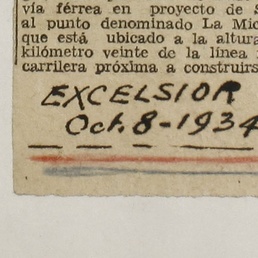 vía férrea en proyecto de S
al punto denominado La Mic
que está ubicado a la altura
kilómetro veinte de la línea
carrilera próxima a construirs
EXCELSIOR
Oct. 8-1934